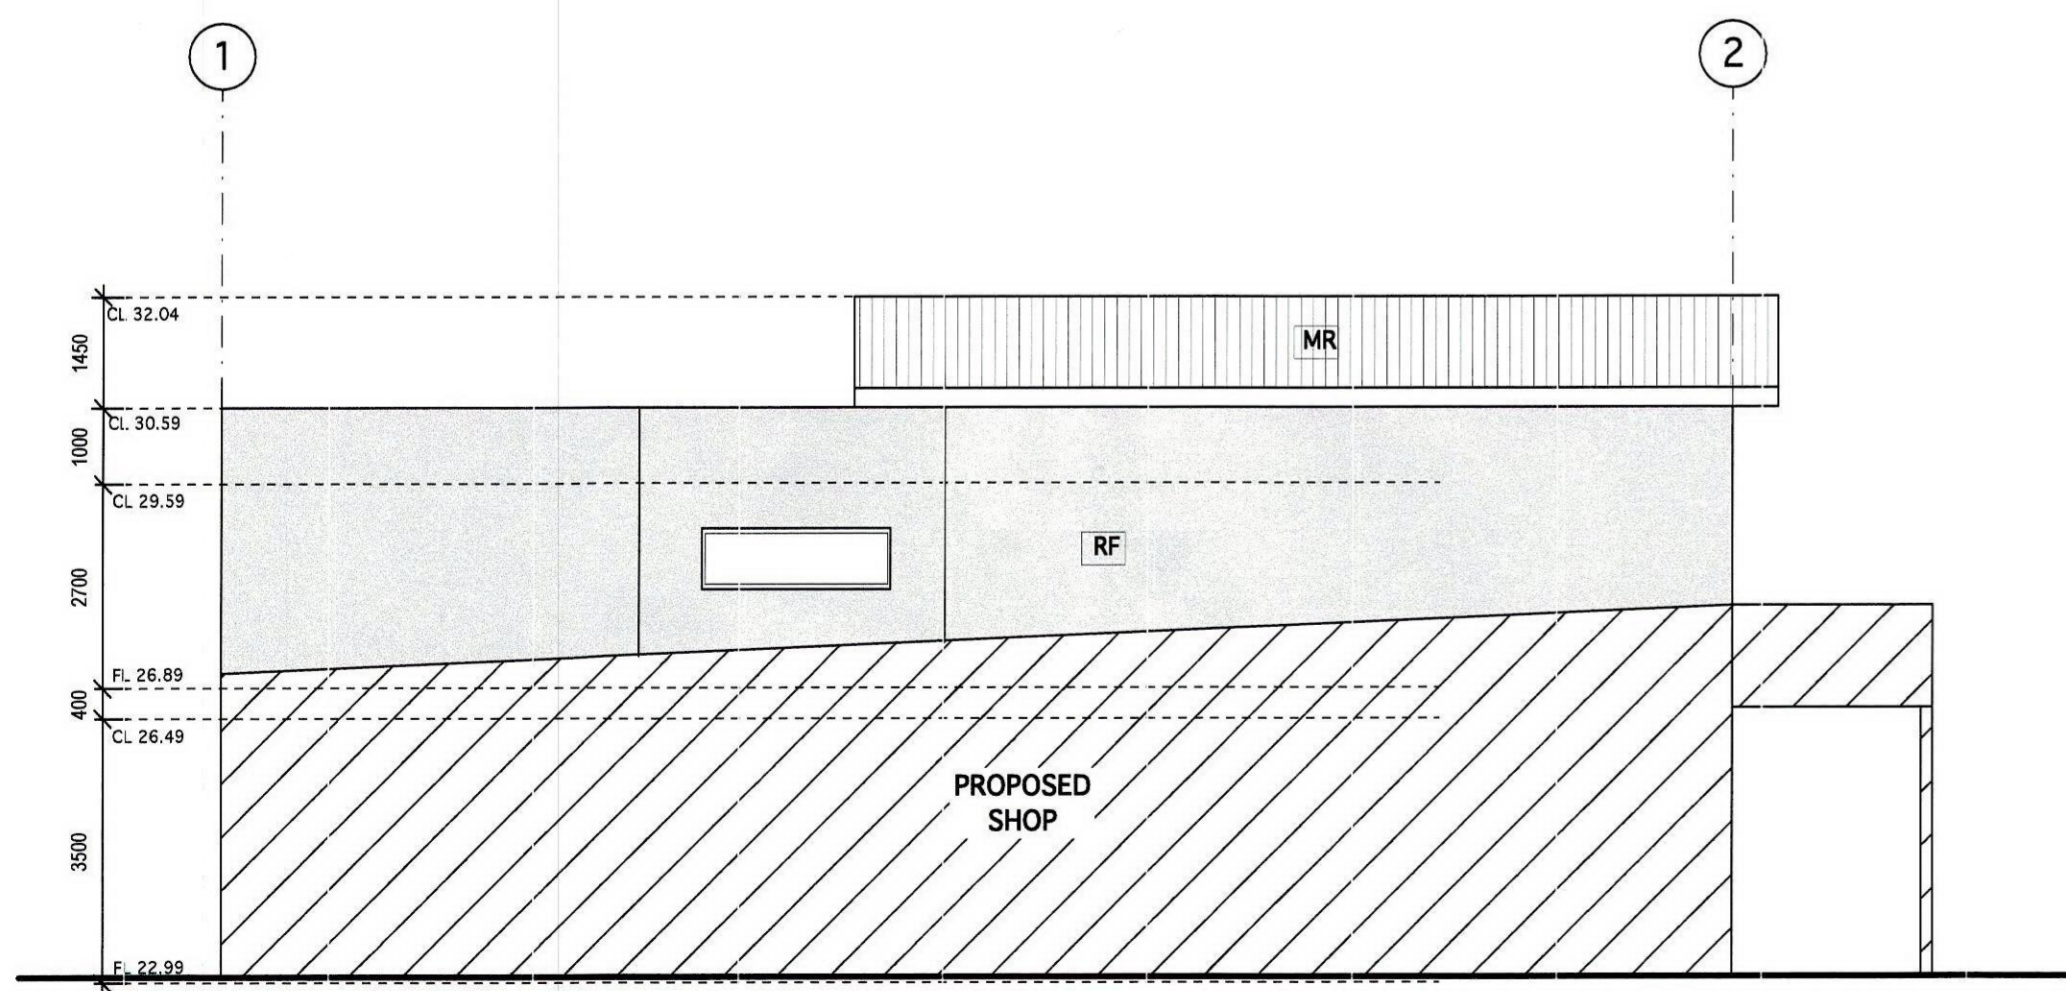 1
2
CL 32.04
1450
MR
CL 30.59
1000
CL 29.59
RF
2700
FL 26.89
400
CL 26.49
PROPOSED
SHOP
3500
FL 22.99